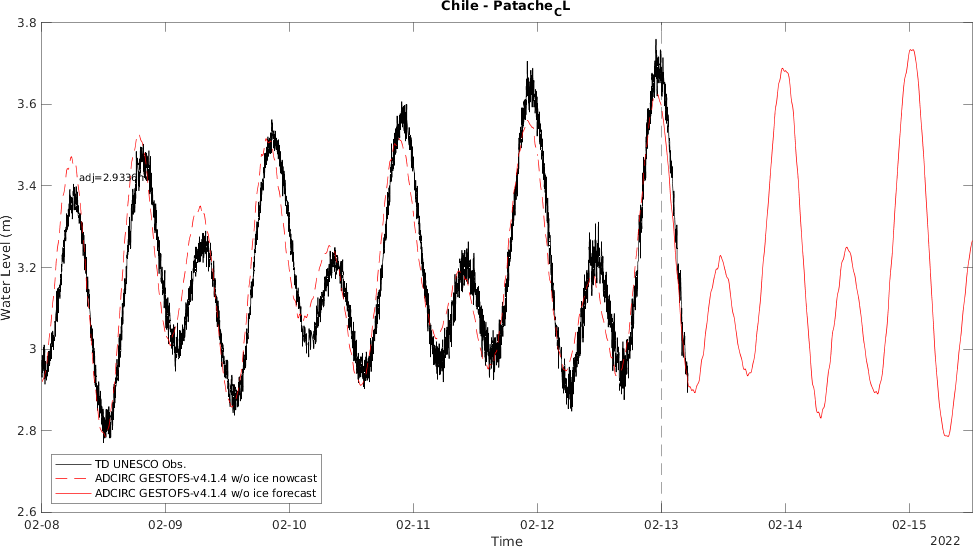 Chile - Patache_CL
3.8
3.6
3.4
3.2
3
2.8
2.6
Water Level (m)
adj=2.9336
TD UNESCO Obs.
ADCIRC GESTOFS-v4.1.4 w/o ice nowcast
ADCIRC GESTOFS-v4.1.4 w/o ice forecast
02-08 02-09 02-10 02-11 02-12 02-13 02-14 02-15
Time
2022